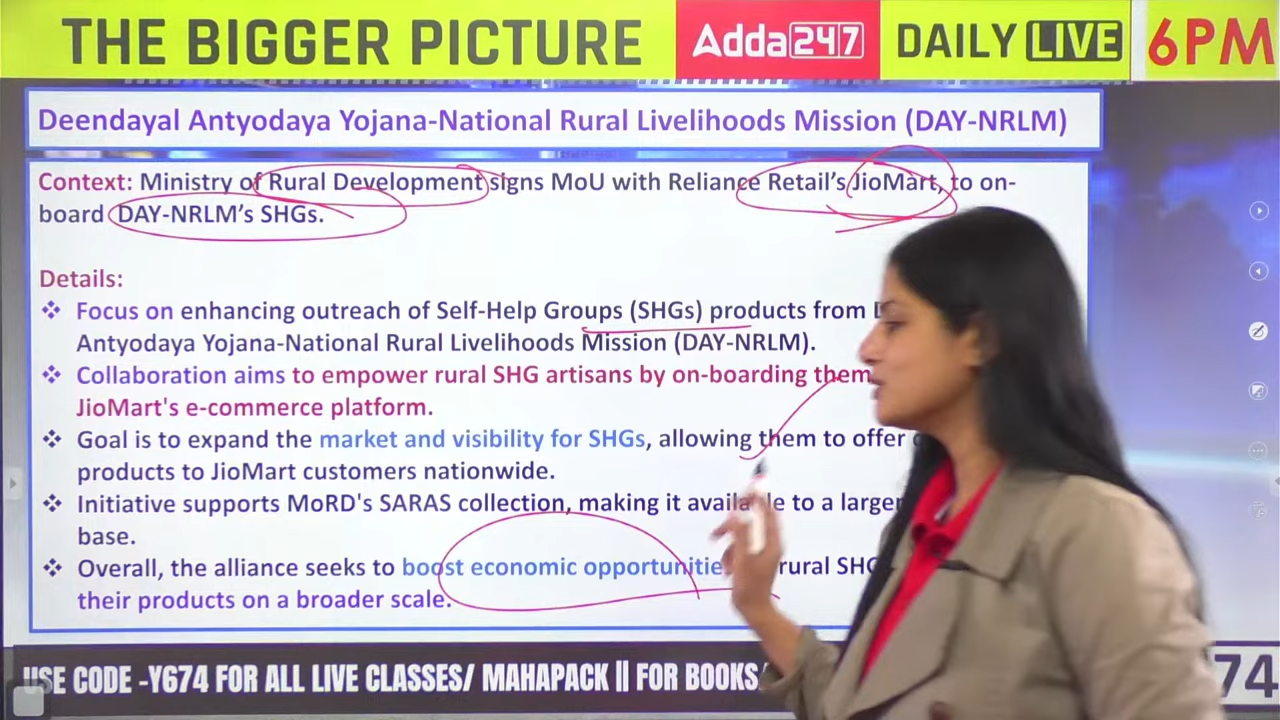 THE BIGGER PICTURE Adda247 DAILY LIVE 6PM
Deendayal Antyodaya Yojana-National Rural Livelihoods Mission (DAY-NRLM)
Context: Ministry of Rural Development signs MoU with Reliance Retail's JioMart, to on-
board DAY-NRLM's SHGs.
Details:
❖ Focus on enhancing outreach of Self-Help Groups (SHGs) products from
Antyodaya Yojana-National Rural Livelihoods Mission (DAY-NRLM).
❖ Collaboration aims to empower rural SHG artisans by on-boarding them
JioMart's e-commerce platform.
❖ Goal is to expand the market and visibility for SHGs, allowing them to offer
products to JioMart customers nationwide.
❖ Initiative supports MoRD's SARAS collection, making it available to a larger
base.
❖ Overall, the alliance seeks to boost economic opportunities rural SHG
their products on a broader scale.
USE CODE -Y674 FOR ALL LIVE CLASSES/ MAHAPACK || FOR BOOKS/ 74